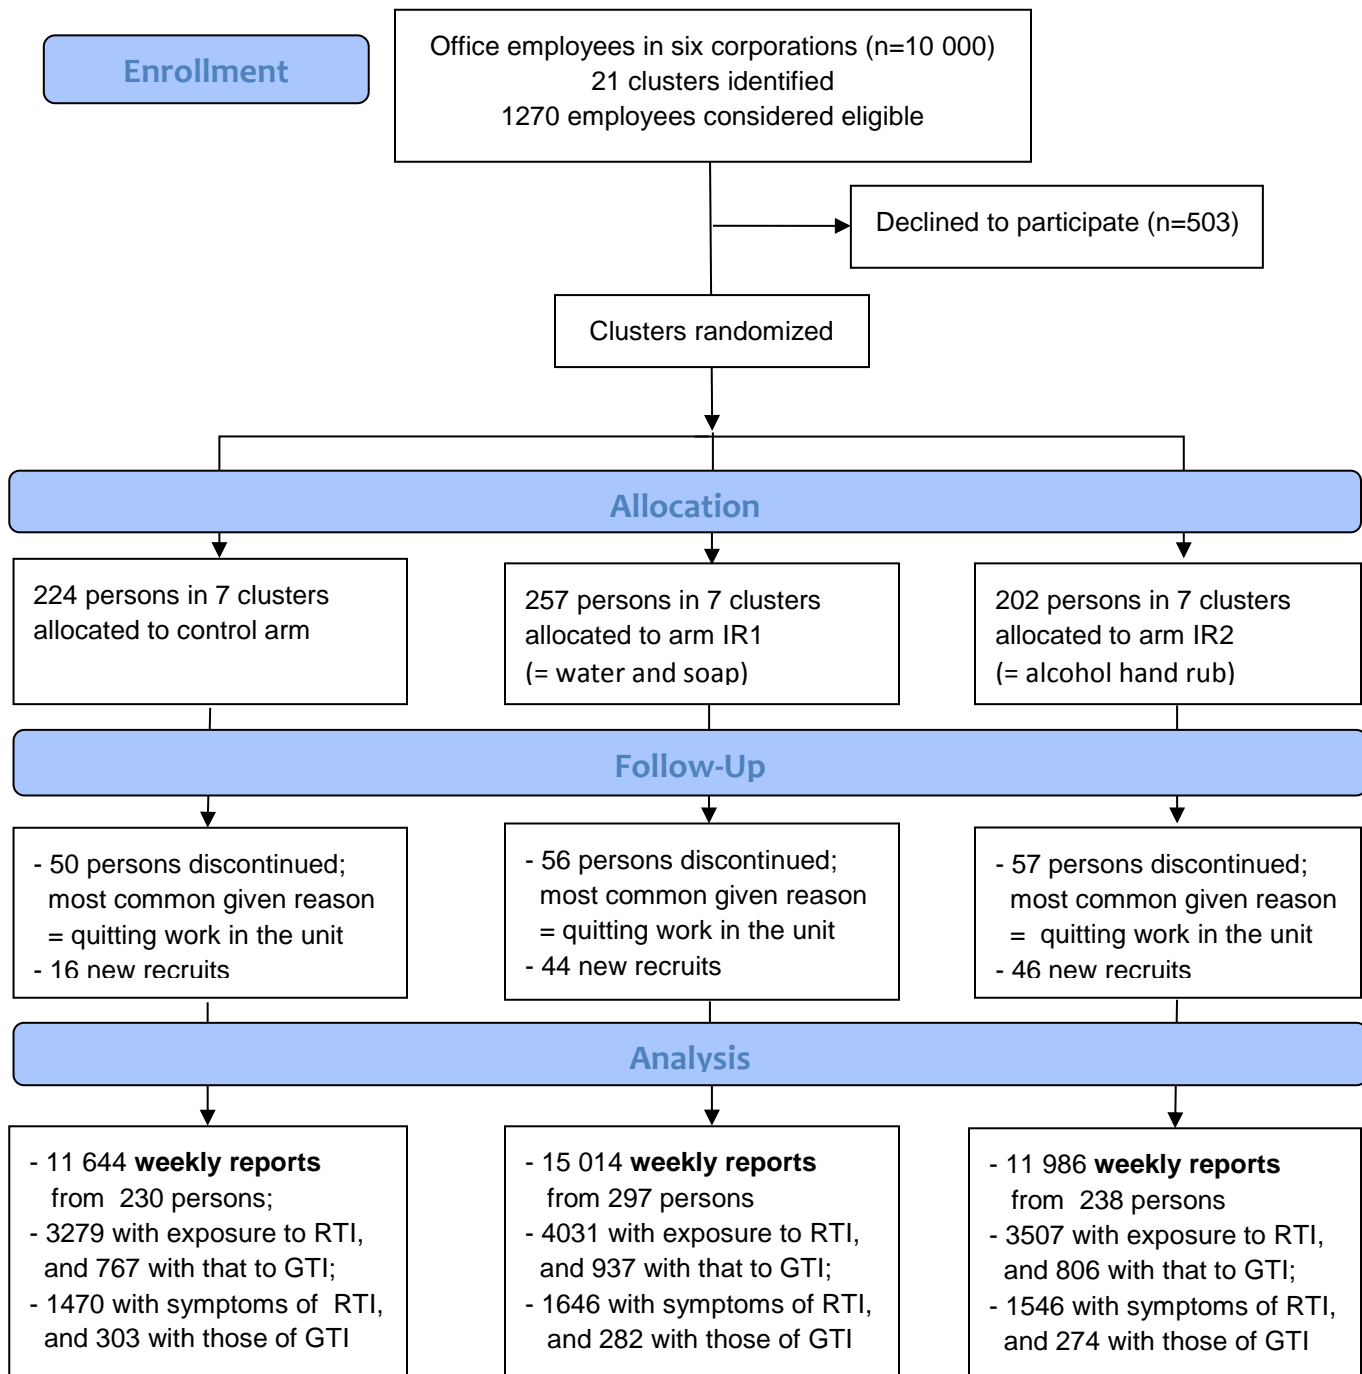 Enrollment
Office employees in six corporations (n=10 000)
21 clusters identified
1270 employees considered eligible
Declined to participate (n=503)
Clusters randomized
Allocation
224 persons in 7 clusters
allocated to control arm
257 persons in 7 clusters
allocated to arm IR1
(= water and soap)
202 persons in 7 clusters
allocated to arm IR2
(= alcohol hand rub)
Follow-Up
- 50 persons discontinued;
most common given reason
= quitting work in the unit
- 16 new recruits
- 56 persons discontinued;
most common given reason
= quitting work in the unit
- 44 new recruits
- 57 persons discontinued;
most common given reason
= quitting work in the unit
- 46 new recruits
Analysis
- 11 644 weekly reports
from 230 persons;
- 3279 with exposure to RTI,
and 767 with that to GTI;
- 1470 with symptoms of RTI,
and 303 with those of GTI
- 15 014 weekly reports
from 297 persons
- 4031 with exposure to RTI,
and 937 with that to GTI;
- 1646 with symptoms of RTI,
and 282 with those of GTI
- 11 986 weekly reports
from 238 persons
- 3507 with exposure to RTI,
and 806 with that to GTI;
- 1546 with symptoms of RTI,
and 274 with those of GTI